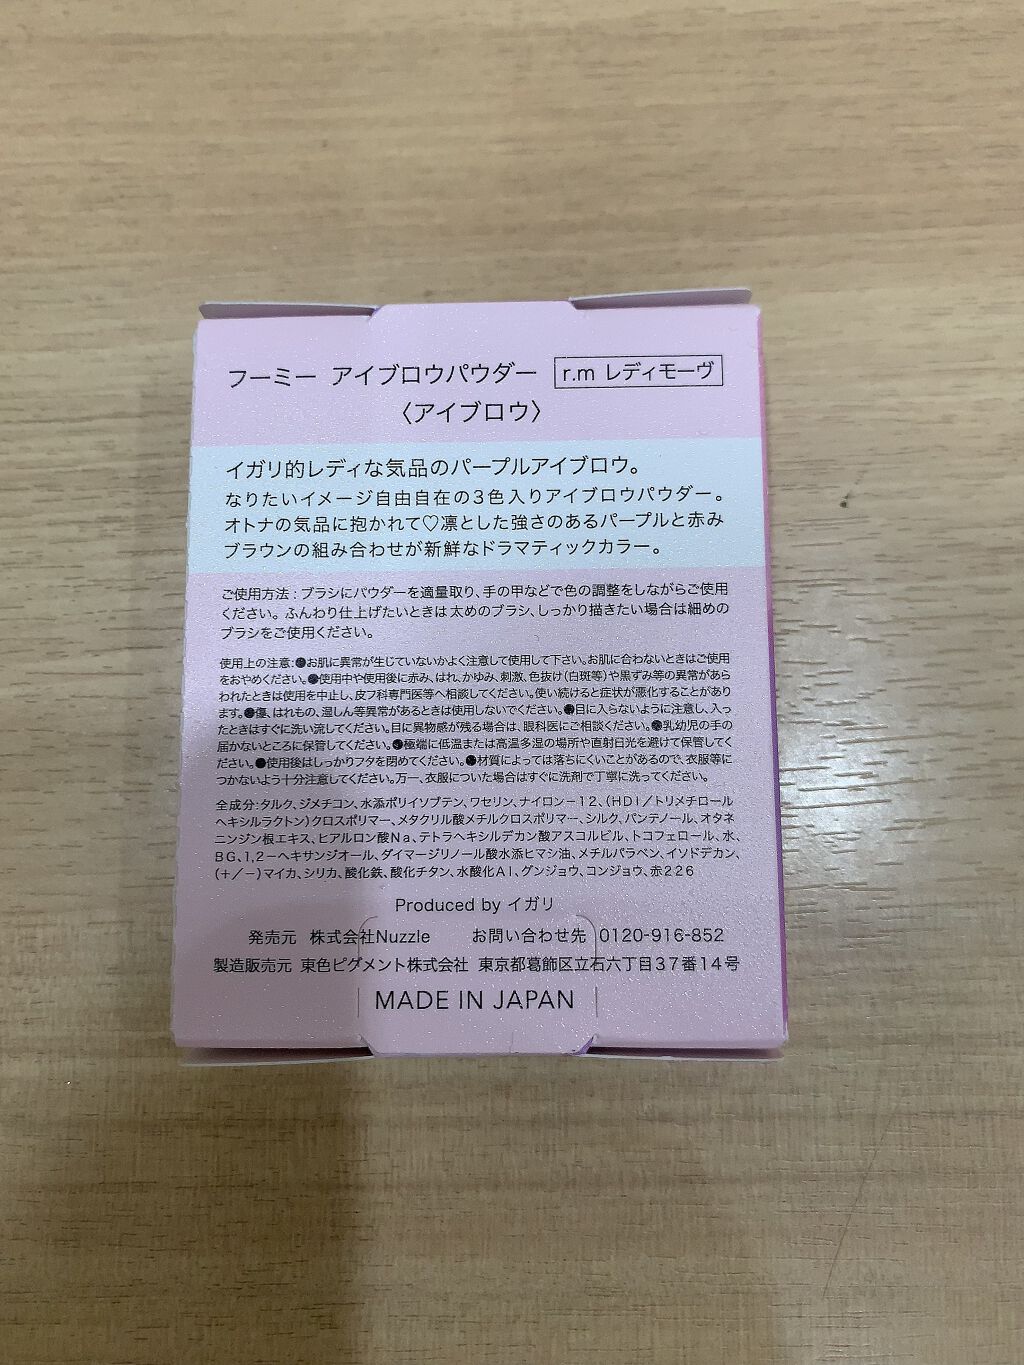 フーミー アイブロウパウダー r.m レディモーヴ
〈アイブロウ〉
イガリ的レディな気品のパープルアイブロウ。
なりたいイメージ自由自在の3色入りアイブロウパウダー。
オトナの気品に抱かれて♡凛とした強さのあるパープルと赤み
ブラウンの組み合わせが新鮮なドラマティックカラー。
ご使用方法：ブラシにパウダーを適量取り、手の甲などで色の調整をしながらご使用
ください。ふんわり仕上げたいときは太めのブラシ、しっかり描きたい場合は細めの
ブラシをご使用ください。
使用上の注意：●お肌に異常が生じていないかよく注意して使用して下さい。お肌に合わないときはご使用
をおやめください。●使用中や使用後に赤み、はれ、かゆみ、刺激、色抜け(白斑等)や黒ずみ等の異常があら
われたときは使用を中止し、皮フ科専門医等へ相談してください。使い続けると症状が悪化することがあり
ます。●傷、はれもの、湿しん等異常があるときは使用しないでください。●目に入らないように注意し、入っ
たときはすぐに洗い流してください。目に異物感が残る場合は、眼科医にご相談ください。●乳幼児の手の
届かないところに保管してください。●極端に低温または高温多湿の場所や直射日光を避けて保管してく
ださい。●使用後はしっかりフタを閉めてください。●材質によっては落ちにくいことがあるので、衣服等に
つかないよう十分注意してください。万一、衣服についた場合はすぐに洗剤で丁寧に洗ってください。
全成分：タルク、ジメチコン、水添ポリイソブテン、ワセリン、ナイロン－12、(HDI／トリメチロール
ヘキシルラクトン)クロスポリマー、メタクリル酸メチルクロスポリマー、シルク、パンテノール、オタネ
ニンジン根エキス、ヒアルロン酸Na、テトラヘキシルデカン酸アスコルビル、トコフェロール、水、
BG、1,2－ヘキサンジオール、ダイマージリノール酸水添ヒマシ油、メチルパラベン、イソドデカン、
(＋／－)マイカ、シリカ、酸化鉄、酸化チタン、水酸化Al、グンジョウ、コンジョウ、赤226
Produced by イガリ
発売元 株式会社Nuzzle お問い合わせ先 0120-916-852
製造販売元 東色ピグメント株式会社 東京都葛飾区立石六丁目37番14号
MADE IN JAPAN